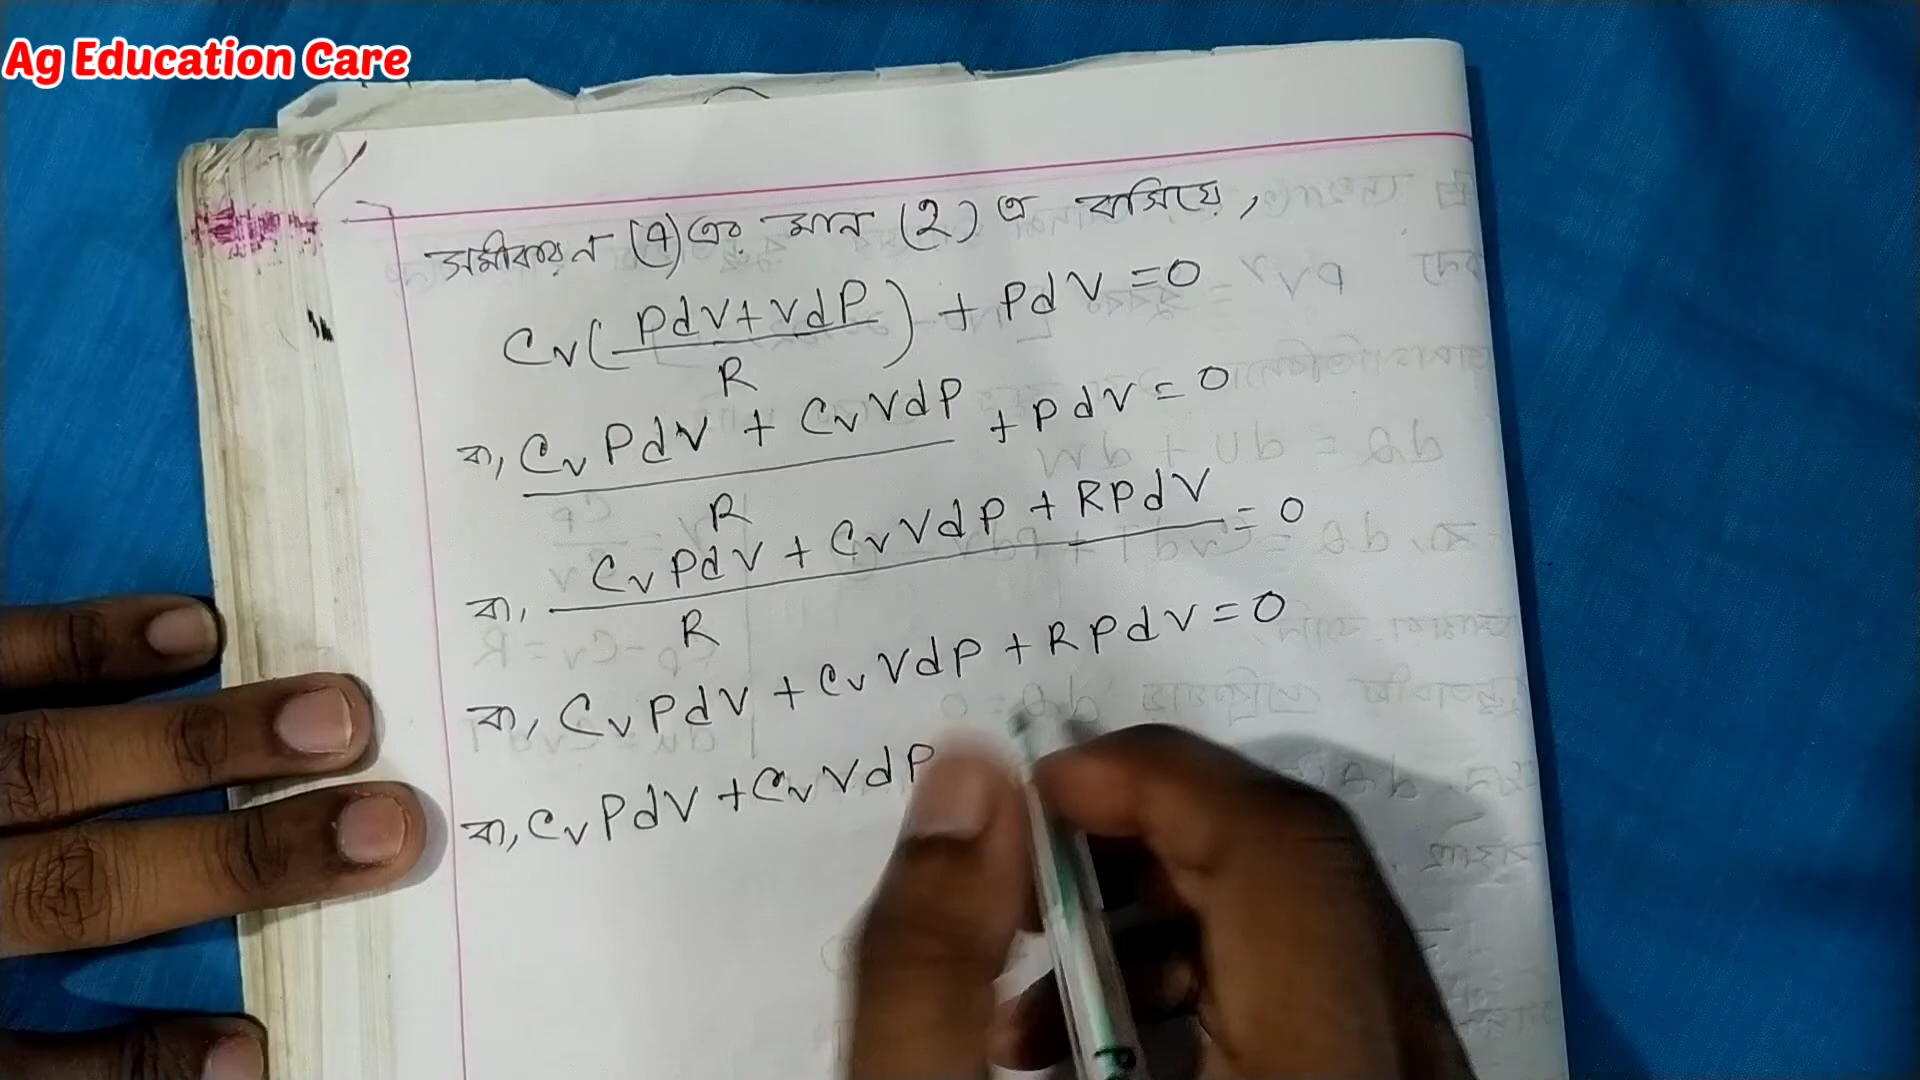 Ag Education Care
সমীকরণ (৭) এর মান (2) এ বসিয়ে,
Cv(PdV+VdP/R) + PdV = 0
বা, CvPdV + CvVdP/R + PdV = 0
বা, CvPdV + CvVdP + RPdV/R = 0
বা, CvPdV + CvVdP + RPdV = 0
বা, CvPdV + CvVdP